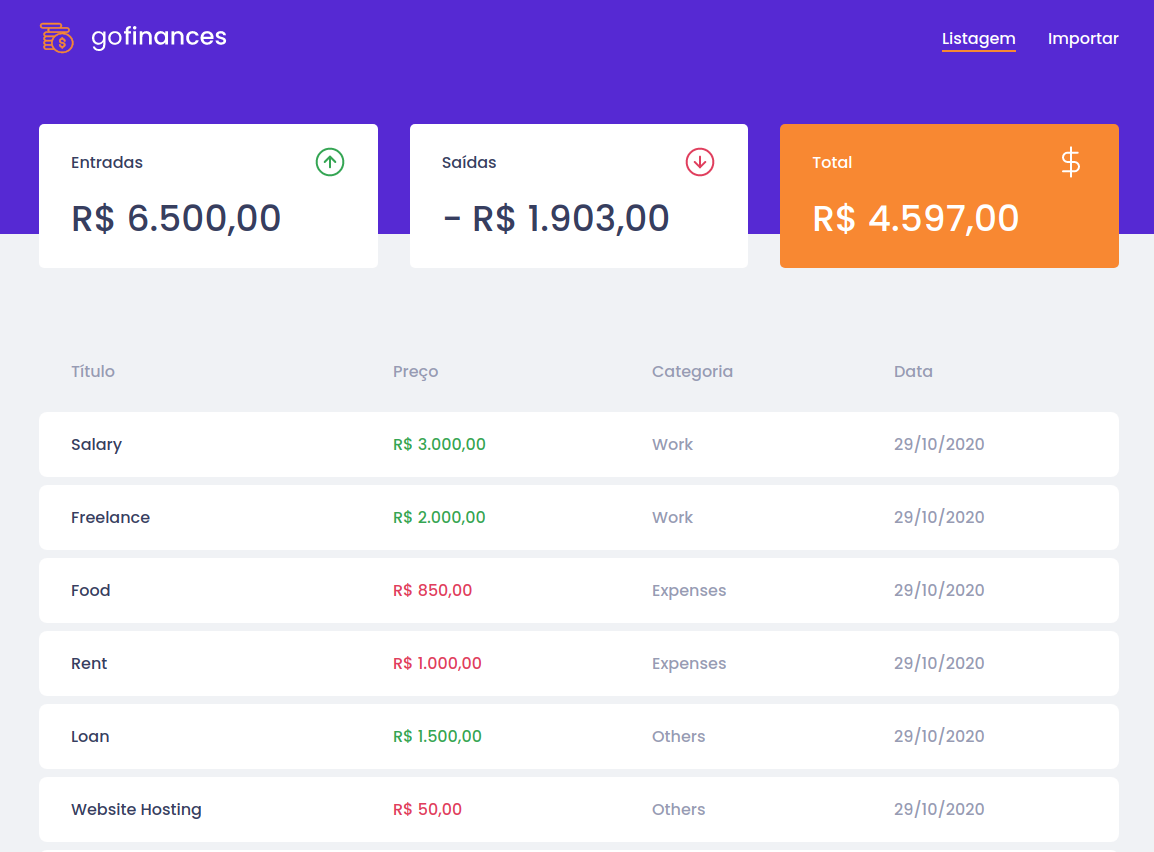 gofinances
Listagem Importar
Entradas
R$ 6.500,00
Saídas
- R$ 1.903,00
Total
R$ 4.597,00
Título Preço Categoria Data
Salary R$ 3.000,00 Work 29/10/2020
Freelance R$ 2.000,00 Work 29/10/2020
Food R$ 850,00 Expenses 29/10/2020
Rent R$ 1.000,00 Expenses 29/10/2020
Loan R$ 1.500,00 Others 29/10/2020
Website Hosting R$ 50,00 Others 29/10/2020